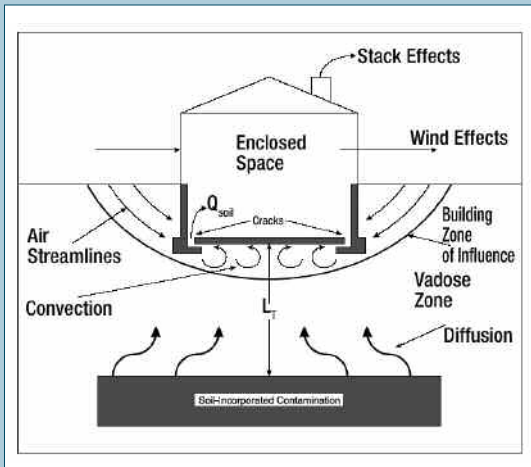 Stack Effects
Enclosed
Space
Wind Effects
Q soil
Cracks
Air
Streamlines
Building
Zone
of Influence
Convection
Vadose
Zone
L T
Diffusion
Soil-Incorporated Contamination